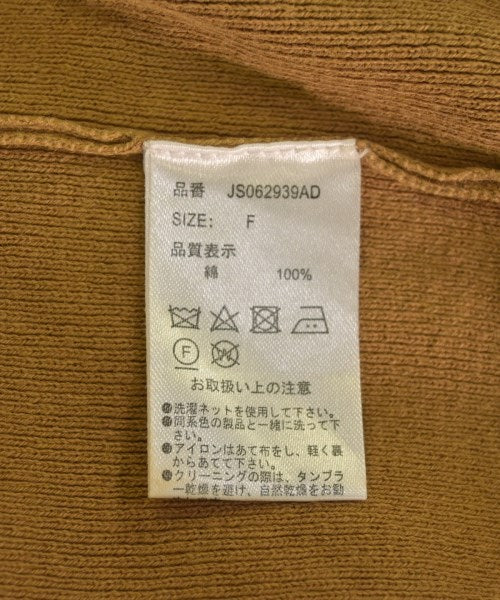 品番 JS062939AD
SIZE: F
品質表示
綿 100%
F W
お取扱い上の注意
洗濯ネットを使用して下さい。
同系色の製品と一緒に洗って下
さい。
アイロンはあて布をし、軽く裏
からあてて下さい。
クリーニングの際は、タンブラ
ー乾燥を避け、自然乾燥をお勧